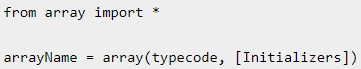 from array import *
arrayName = array(typecode, [Initializers])